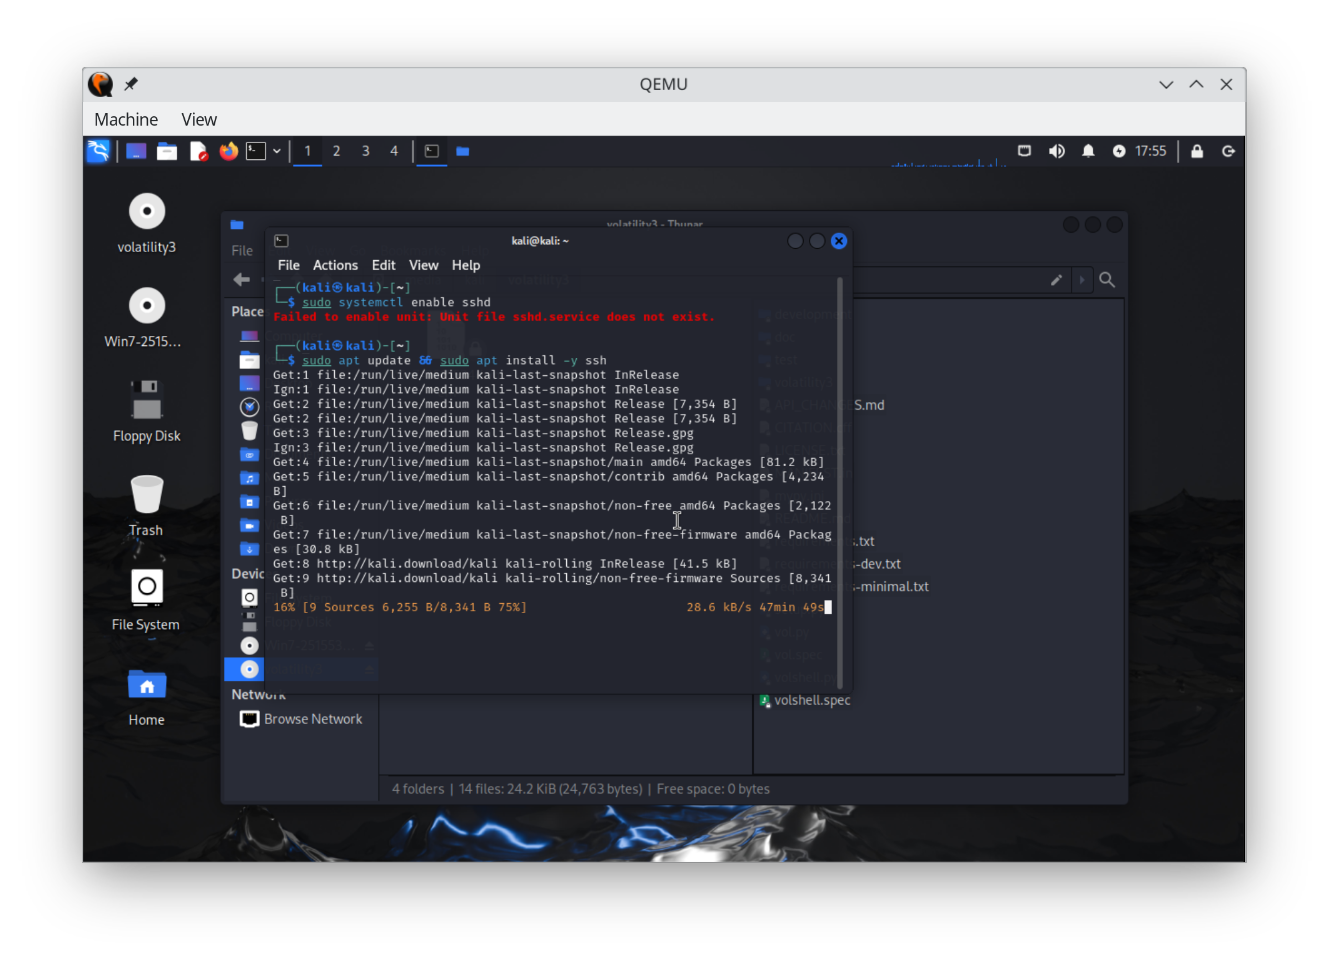 QEMU
Machine View
1 2 3 4 17:55
volatility3
Win7-2515...
Floppy Disk
Trash
File System
Home
volatility3 - Thunar
File
Places
Network
Browse Network
kali@kali: ~
File Actions Edit View Help
┌──(kali㉿kali)-[~]
└─$ sudo systemctl enable sshd
Failed to enable unit: Unit file sshd.service does not exist.
┌──(kali㉿kali)-[~]
└─$ sudo apt update && sudo apt install -y ssh
Get:1 file:/run/live/medium kali-last-snapshot InRelease
Ign:1 file:/run/live/medium kali-last-snapshot InRelease
Get:2 file:/run/live/medium kali-last-snapshot Release [7,354 B]
Get:2 file:/run/live/medium kali-last-snapshot Release [7,354 B]
Get:3 file:/run/live/medium kali-last-snapshot Release.gpg
Ign:3 file:/run/live/medium kali-last-snapshot Release.gpg
Get:4 file:/run/live/medium kali-last-snapshot/main amd64 Packages [81.2 kB]
Get:5 file:/run/live/medium kali-last-snapshot/contrib amd64 Packages [4,234
B]
Get:6 file:/run/live/medium kali-last-snapshot/non-free amd64 Packages [2,122
B]
Get:7 file:/run/live/medium kali-last-snapshot/non-free-firmware amd64 Packag
es [30.8 kB]
Get:8 http://kali.download/kali kali-rolling InRelease [41.5 kB]
Get:9 http://kali.download/kali kali-rolling/non-free-firmware Sources [8,341
B]
16% [9 Sources 6,255 B/8,341 B 75%] 28.6 kB/s 47min 49s
S.md
s.txt
-dev.txt
-minimal.txt
volshell.spec
4 folders | 14 files: 24.2 KiB (24,763 bytes) | Free space: 0 bytes